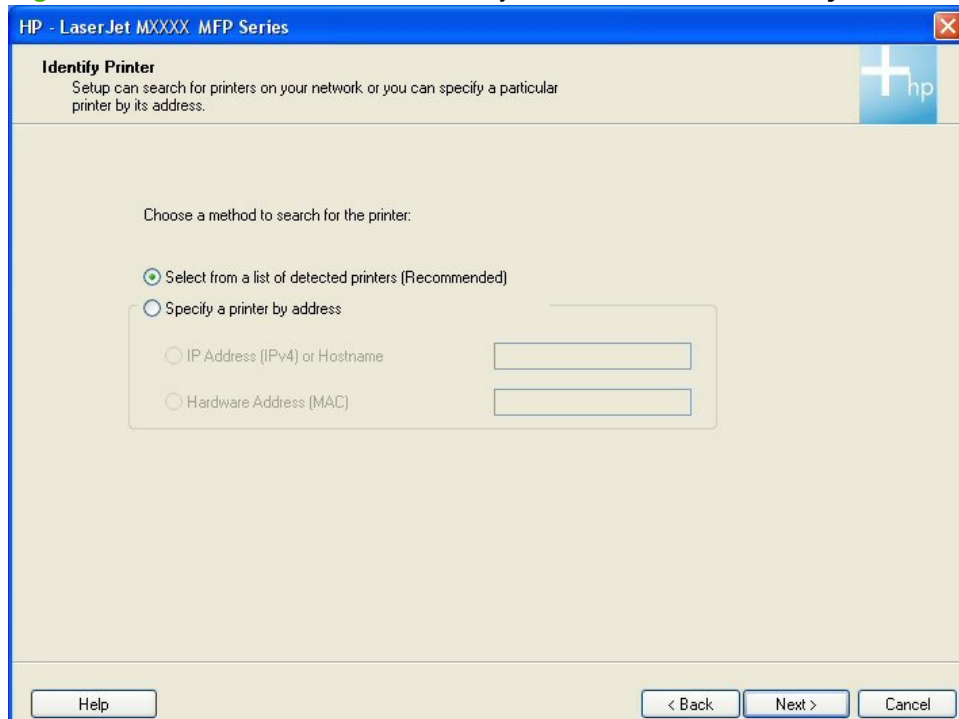 HP - LaserJet MXXXX MFP Series
Identify Printer
Setup can search for printers on your network or you can specify a particular
printer by its address.
hp
Choose a method to search for the printer:
Select from a list of detected printers (Recommended)
Specify a printer by address
IP Address (IPv4) or Hostname
Hardware Address (MAC)
Help
< Back
Next >
Cancel